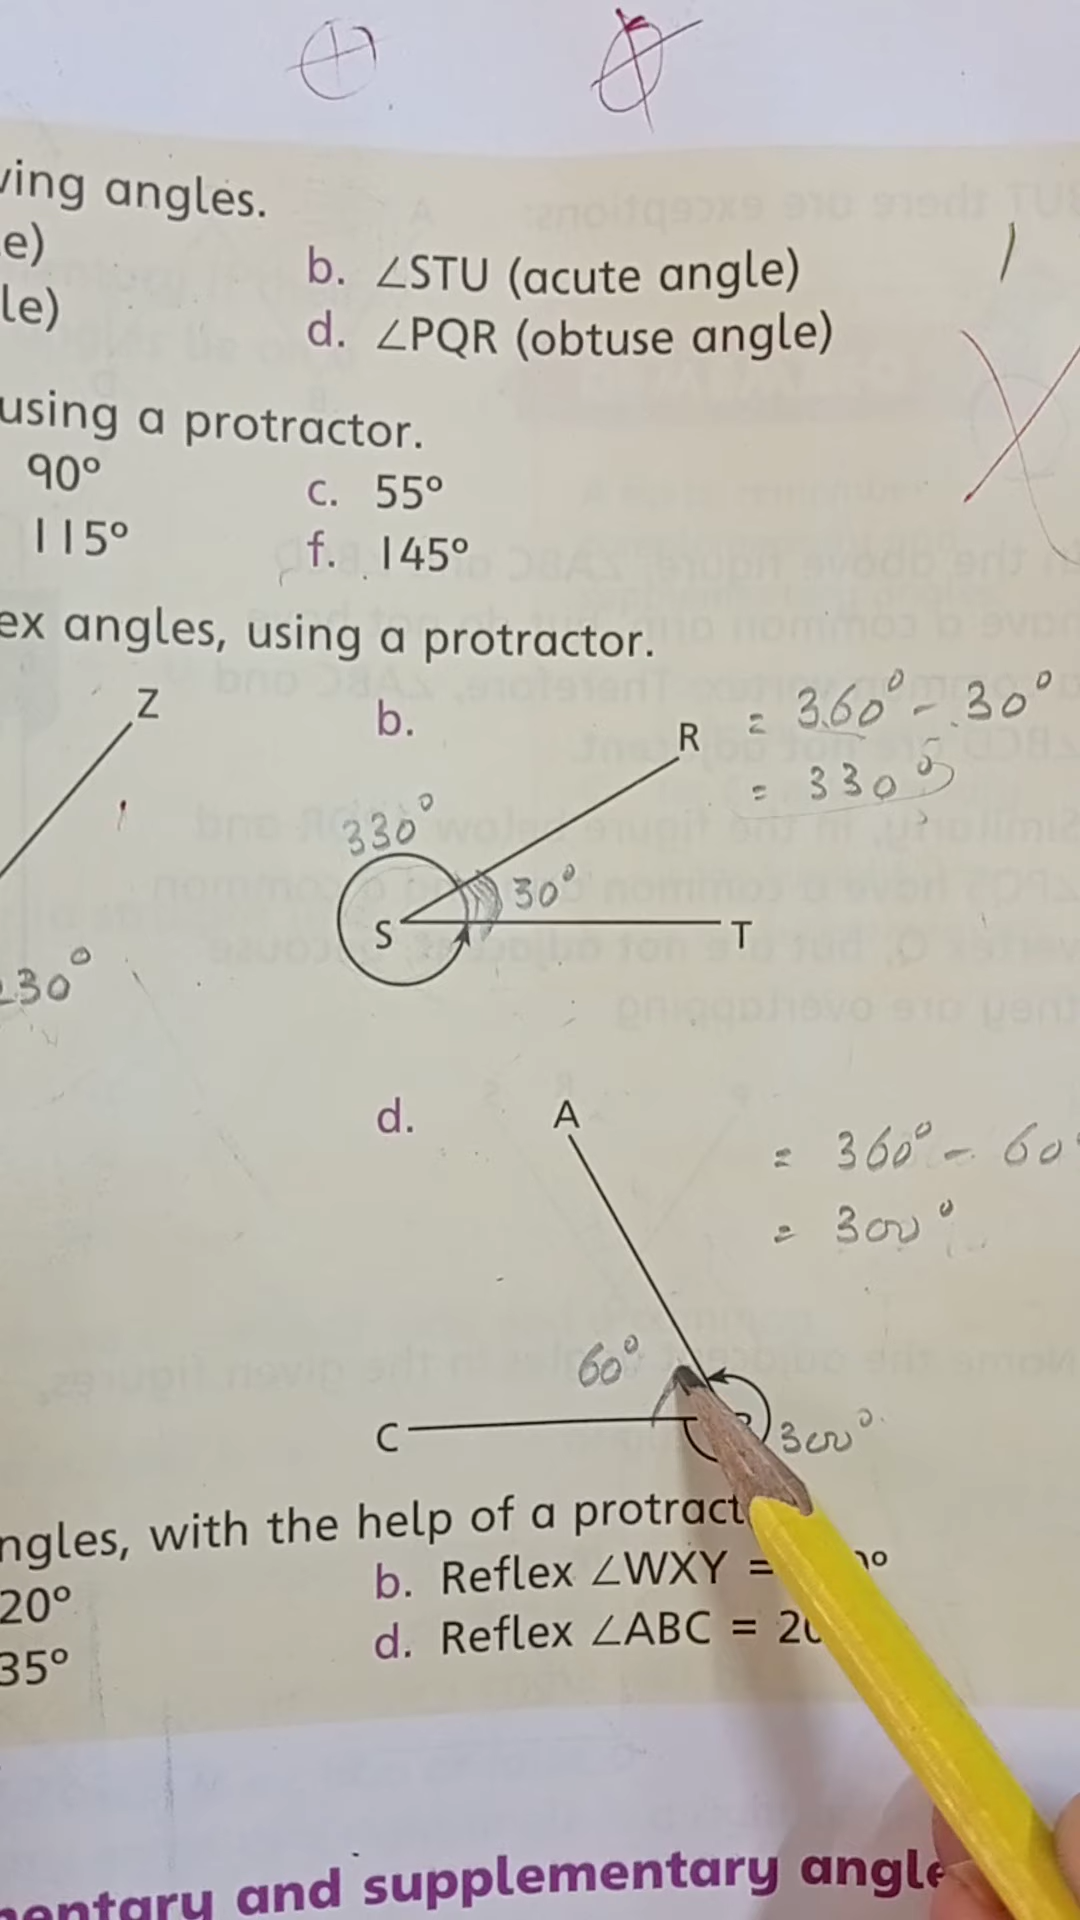 ving angles.
e)
b. ∠STU (acute angle)
le)
d. ∠PQR (obtuse angle)
using a protractor.
90° c. 55°
115° f. 145°
ex angles, using a protractor.
Z
b.
R
= 360° - 30°
= 330°
330°
30°
S
T
30°
d.
A
= 360° - 60°
= 300°
60°
C
300°
ngles, with the help of a protract
20° b. Reflex ∠WXY =
35° d. Reflex ∠ABC = 20
mentary and supplementary angle